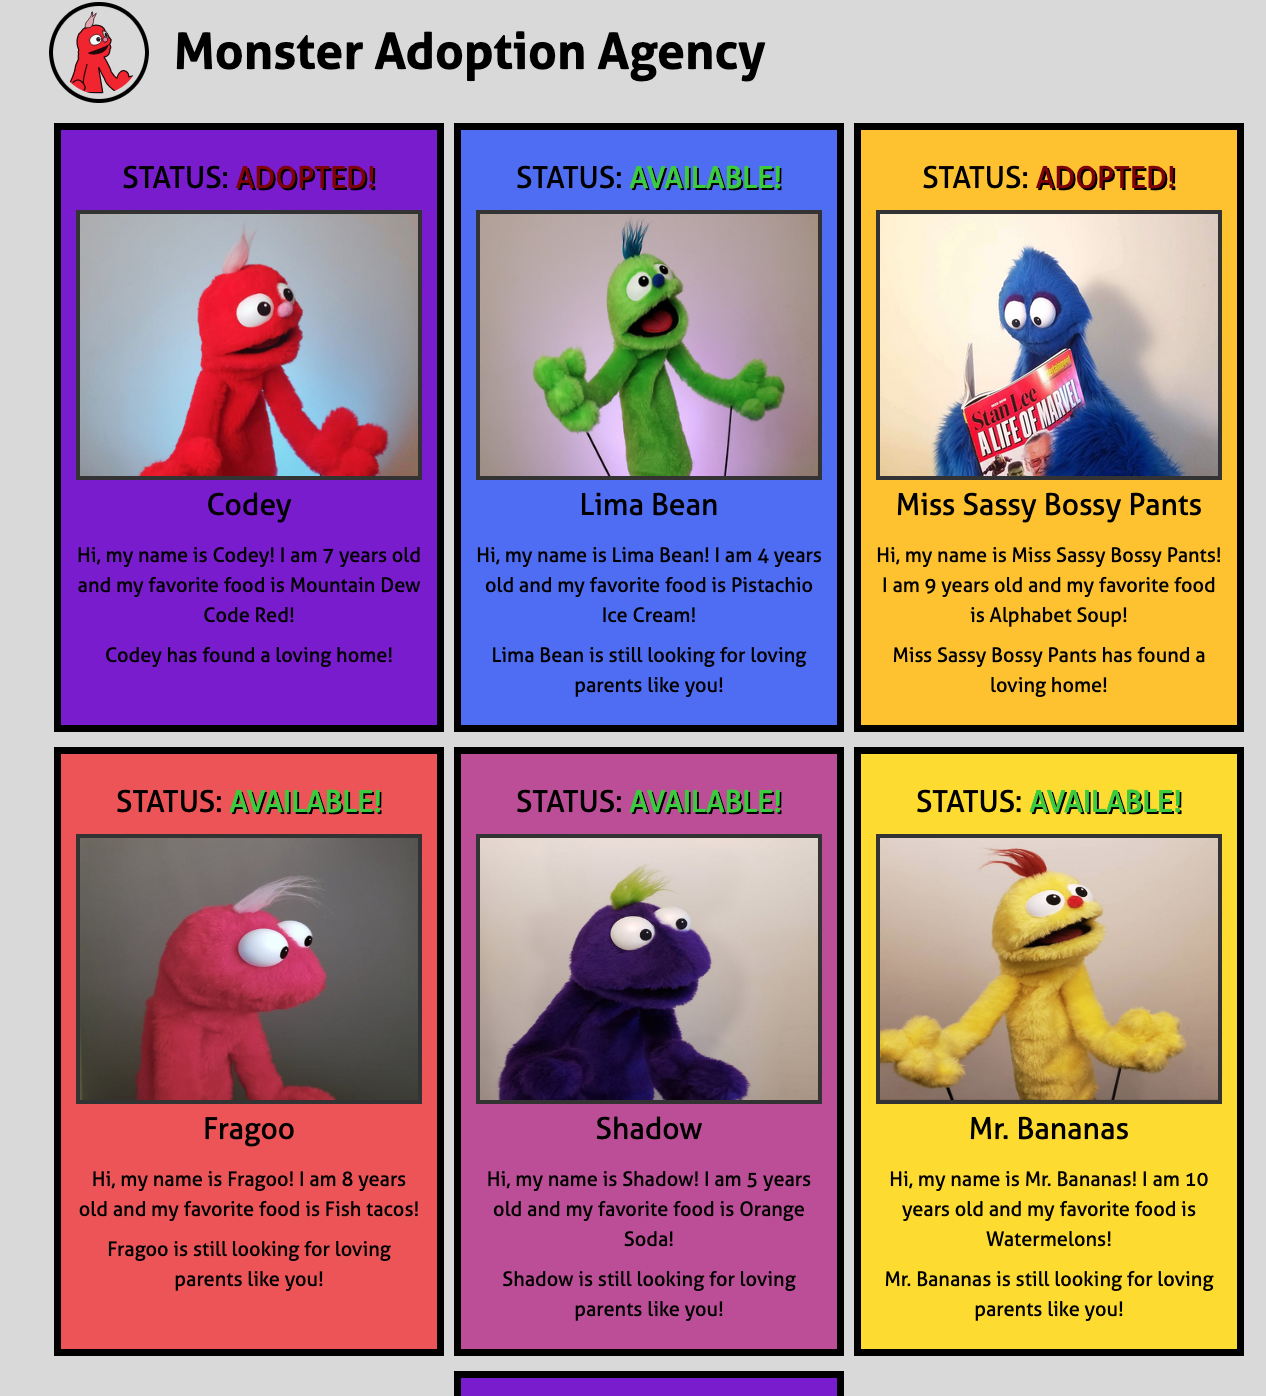 Monster Adoption Agency
STATUS: ADOPTED!
Codey
Hi, my name is Codey! I am 7 years old
and my favorite food is Mountain Dew
Code Red!
Codey has found a loving home!
STATUS: AVAILABLE!
Lima Bean
Hi, my name is Lima Bean! I am 4 years
old and my favorite food is Pistachio
Ice Cream!
Lima Bean is still looking for loving
parents like you!
STATUS: ADOPTED!
Stan Lee
A LIFE OF MARVEL
Miss Sassy Bossy Pants
Hi, my name is Miss Sassy Bossy Pants!
I am 9 years old and my favorite food
is Alphabet Soup!
Miss Sassy Bossy Pants has found a
loving home!
STATUS: AVAILABLE!
Fragoo
Hi, my name is Fragoo! I am 8 years
old and my favorite food is Fish tacos!
Fragoo is still looking for loving
parents like you!
STATUS: AVAILABLE!
Shadow
Hi, my name is Shadow! I am 5 years
old and my favorite food is Orange
Soda!
Shadow is still looking for loving
parents like you!
STATUS: AVAILABLE!
Mr. Bananas
Hi, my name is Mr. Bananas! I am 10
years old and my favorite food is
Watermelons!
Mr. Bananas is still looking for loving
parents like you!